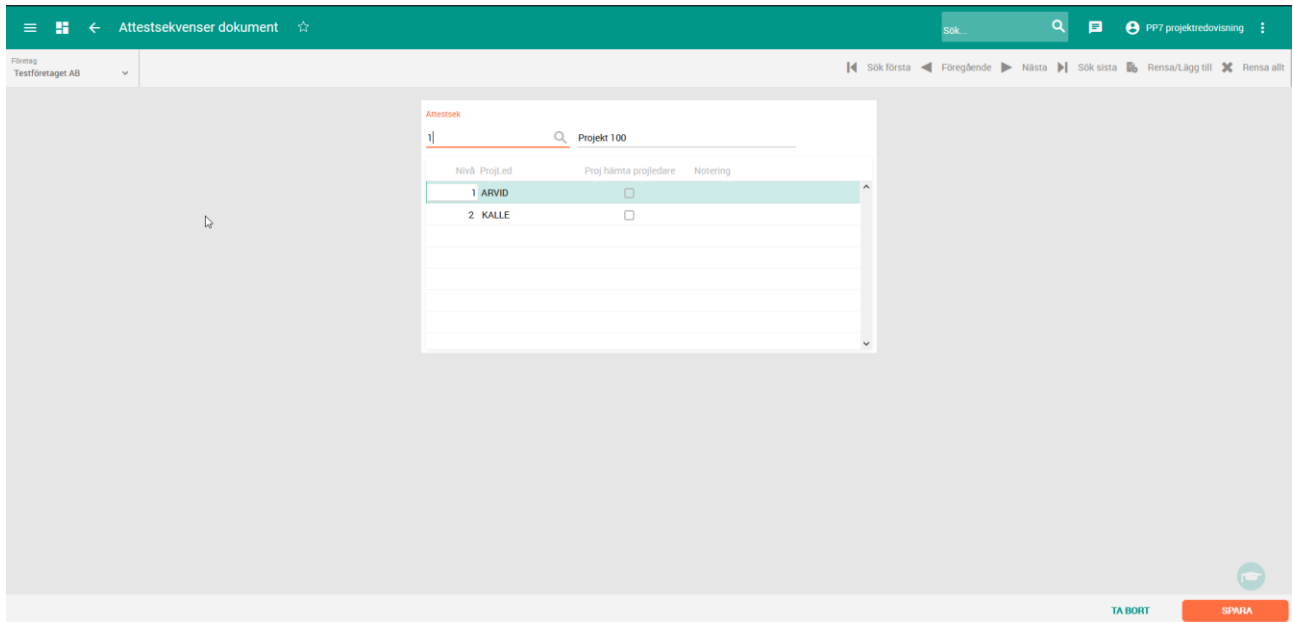 Attestsekvenser dokument
Sök...
PP7 projektredovisning
Företag
Testföretaget AB
Sök första Föregående Nästa Sök sista Rensa/Lägg till Rensa allt
Attestsek
1 Projekt 100
Nivå ProjLed Proj hämta projledare Notering
1 ARVID
2 KALLE
TA BORT SPARA